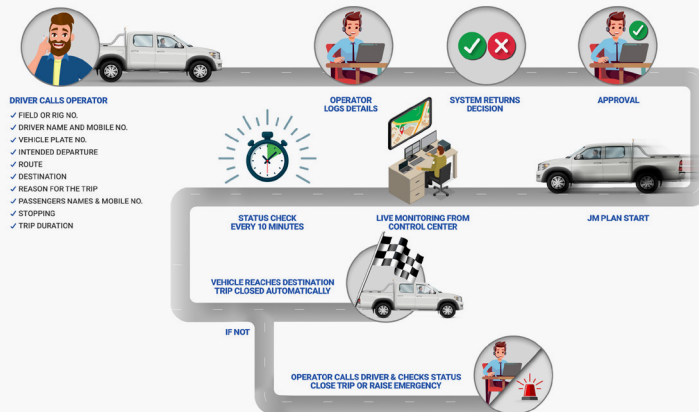 DRIVER CALLS OPERATOR
✓ FIELD OR RIG NO.
✓ DRIVER NAME AND MOBILE NO.
✓ VEHICLE PLATE NO.
✓ INTENDED DEPARTURE
✓ ROUTE
✓ DESTINATION
✓ REASON FOR THE TRIP
✓ PASSENGERS NAMES & MOBILE NO.
✓ STOPPING
✓ TRIP DURATION
OPERATOR
LOGS DETAILS
SYSTEM RETURNS
DECISION
APPROVAL
STATUS CHECK
EVERY 10 MINUTES
LIVE MONITORING FROM
CONTROL CENTER
JM PLAN START
VEHICLE REACHES DESTINATION
TRIP CLOSED AUTOMATICALLY
IF NOT
OPERATOR CALLS DRIVER & CHECKS STATUS
CLOSE TRIP OR RAISE EMERGENCY